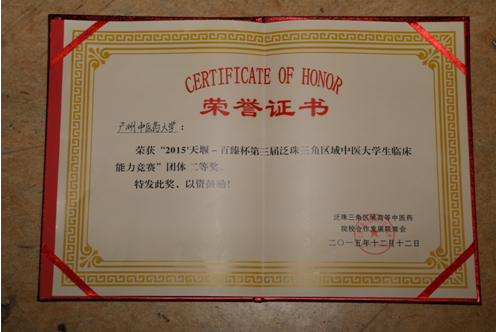 CERTIFICATE OF HONOR
荣誉证书
广州中医药大学：
荣获“2015'天堰－百臻杯第三届泛珠三角区域中医大学生临床
能力竞赛”团体二等奖。
特发此奖，以资鼓励！
泛珠三角区域高等中医药
院校合作发展联席会
二〇一五年十二月十二日